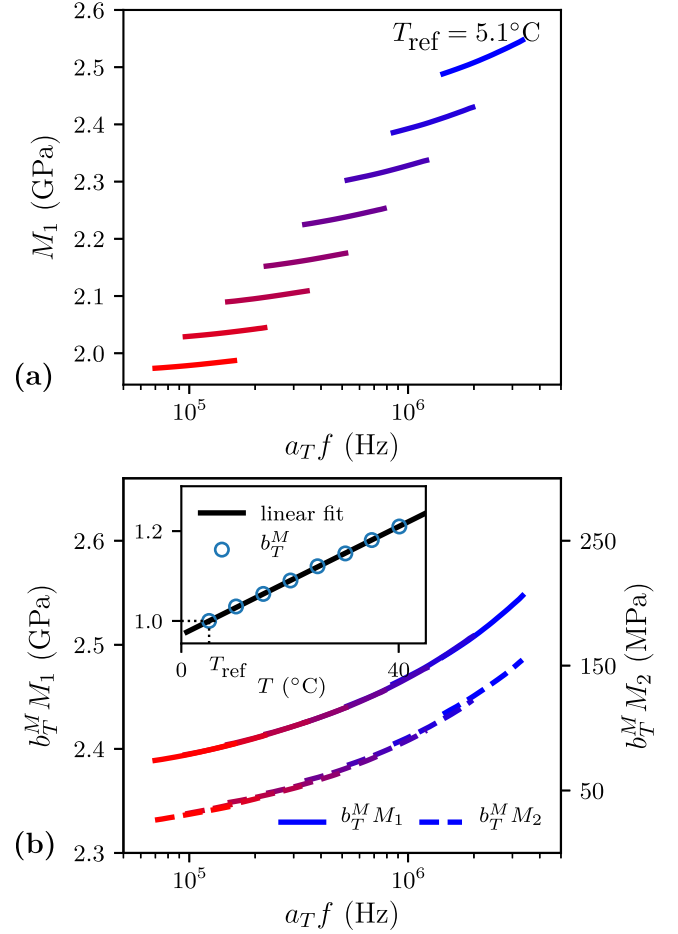 T_ref = 5.1°C
2.6
2.5
2.4
2.3
2.2
2.1
2.0
M_1 (GPa)
(a)
10^5
10^6
a_T f (Hz)
2.6
2.5
2.4
2.3
b_T^M M_1 (GPa)
1.2
1.0
linear fit
b_T^M
0
T_ref
40
T (°C)
250
150
50
b_T^M M_2 (MPa)
b_T^M M_1
b_T^M M_2
(b)
10^5
10^6
a_T f (Hz)